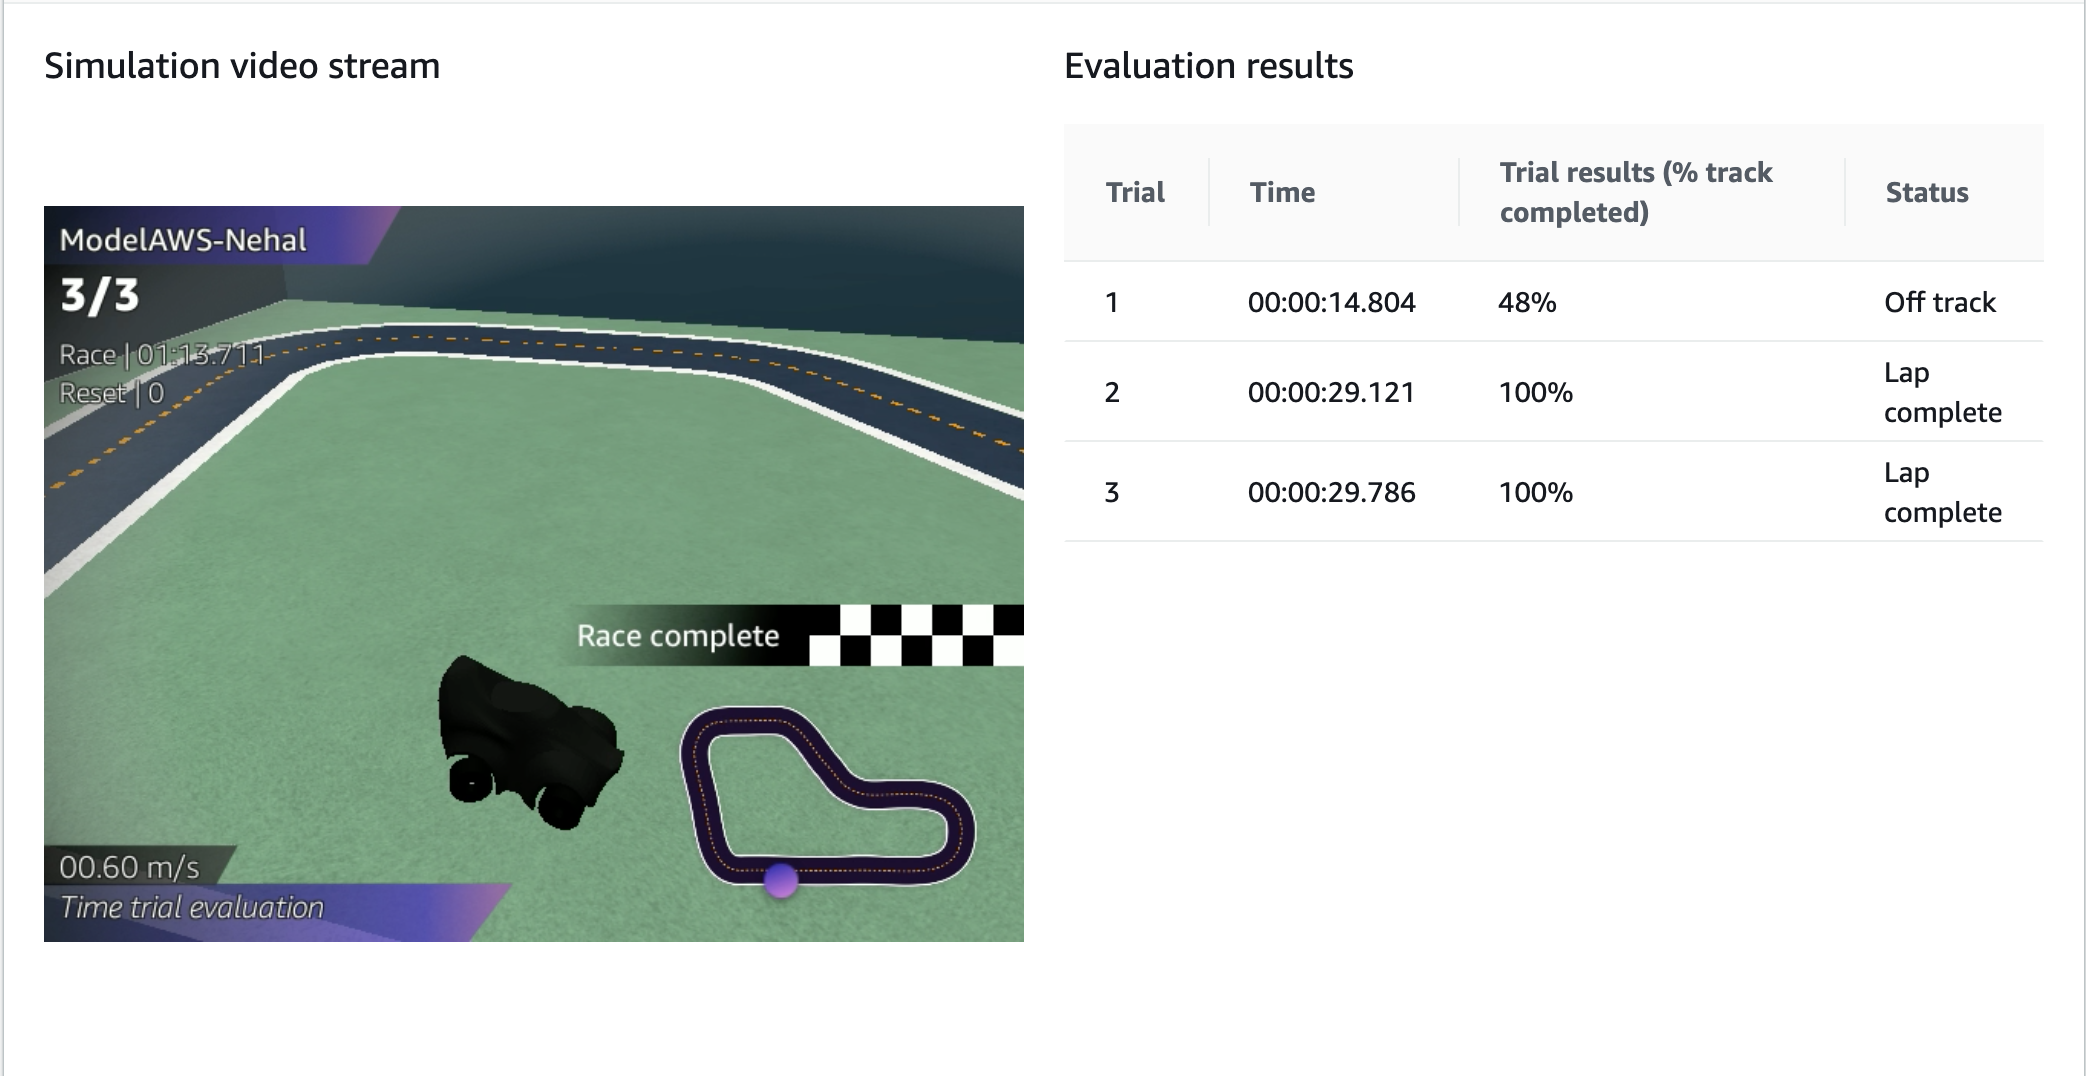 Simulation video stream
ModelAWS-Nehal
3/3
Race | 01:13.711
Reset | 0
Race complete
00.60 m/s
Time trial evaluation
Evaluation results
Trial Time Trial results (% track completed) Status
1 00:00:14.804 48% Off track
2 00:00:29.121 100% Lap complete
3 00:00:29.786 100% Lap complete